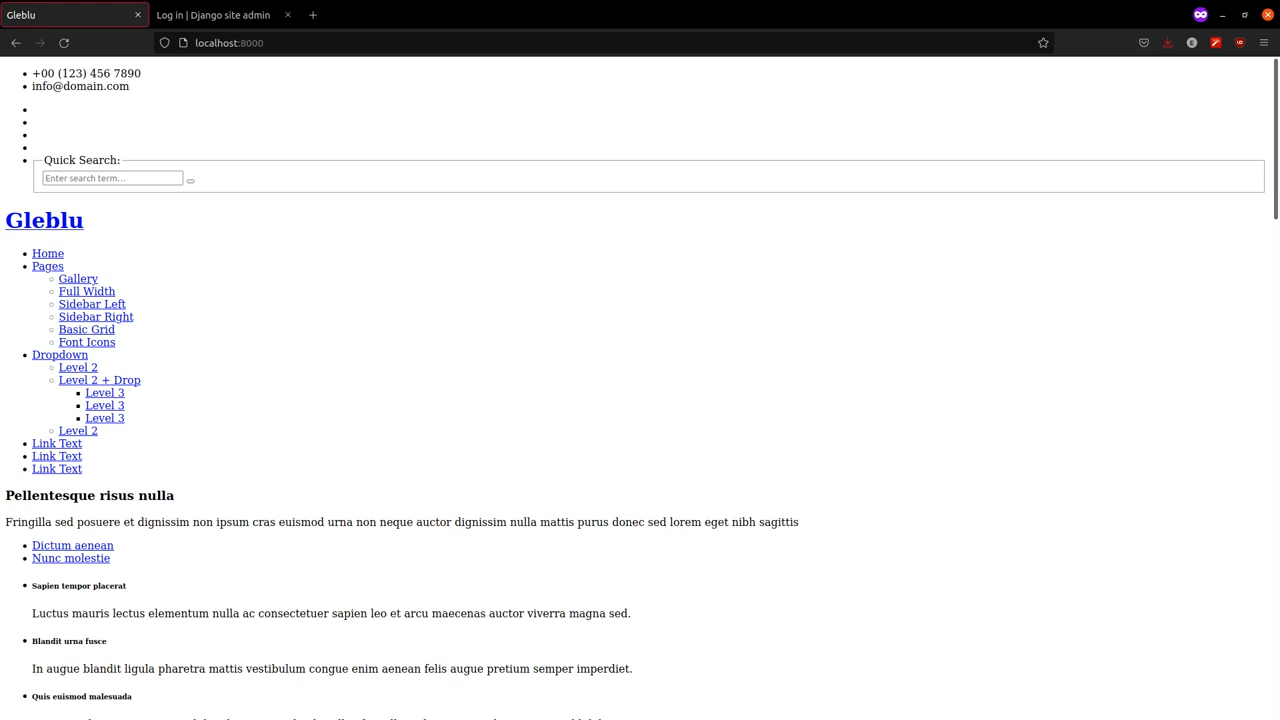 Gleblu
Log in | Django site admin
localhost:8000
+00 (123) 456 7890
info@domain.com
Quick Search:
Enter search term…
Gleblu
Home
Pages
Gallery
Full Width
Sidebar Left
Sidebar Right
Basic Grid
Font Icons
Dropdown
Level 2
Level 2 + Drop
Level 3
Level 3
Level 3
Level 2
Link Text
Link Text
Link Text
Pellentesque risus nulla
Fringilla sed posuere et dignissim non ipsum cras euismod urna non neque auctor dignissim nulla mattis purus donec sed lorem eget nibh sagittis
Dictum aenean
Nunc molestie
Sapien tempor placerat
Luctus mauris lectus elementum nulla ac consectetuer sapien leo et arcu maecenas auctor viverra magna sed.
Blandit urna fusce
In augue blandit ligula pharetra mattis vestibulum congue enim aenean felis augue pretium semper imperdiet.
Quis euismod malesuada